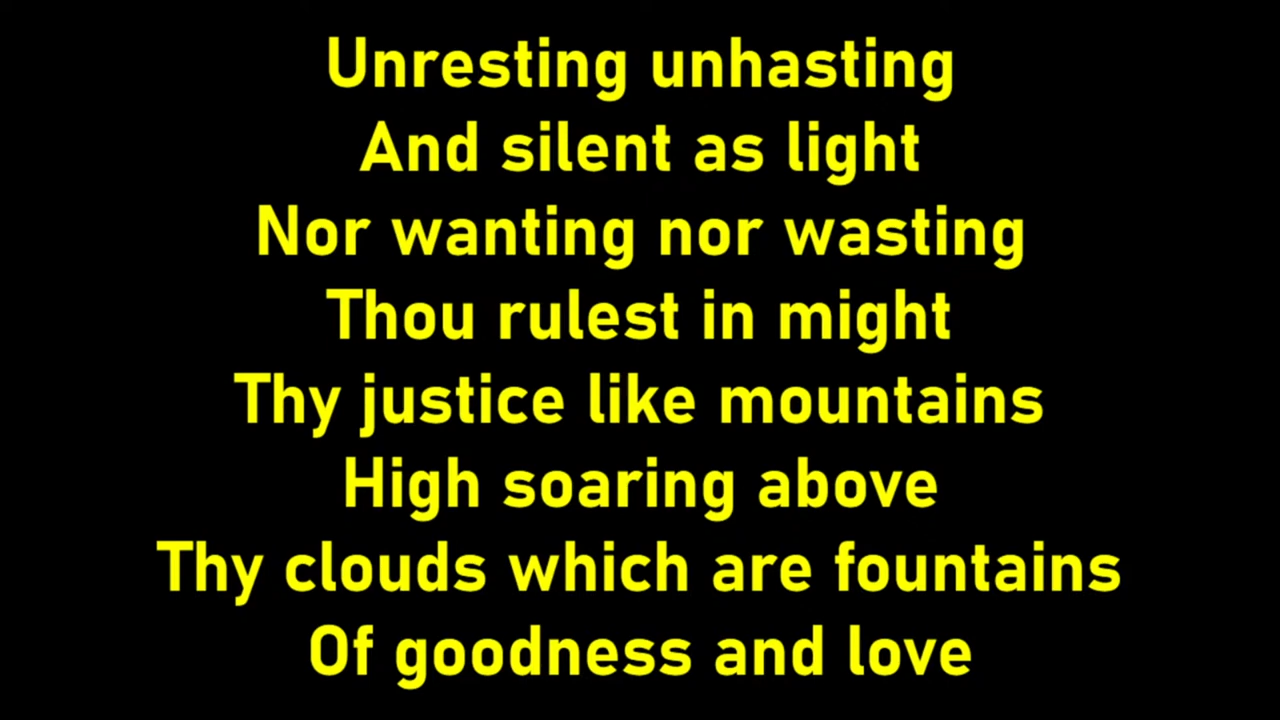 Unresting unhasting
And silent as light
Nor wanting nor wasting
Thou rulest in might
Thy justice like mountains
High soaring above
Thy clouds which are fountains
Of goodness and love